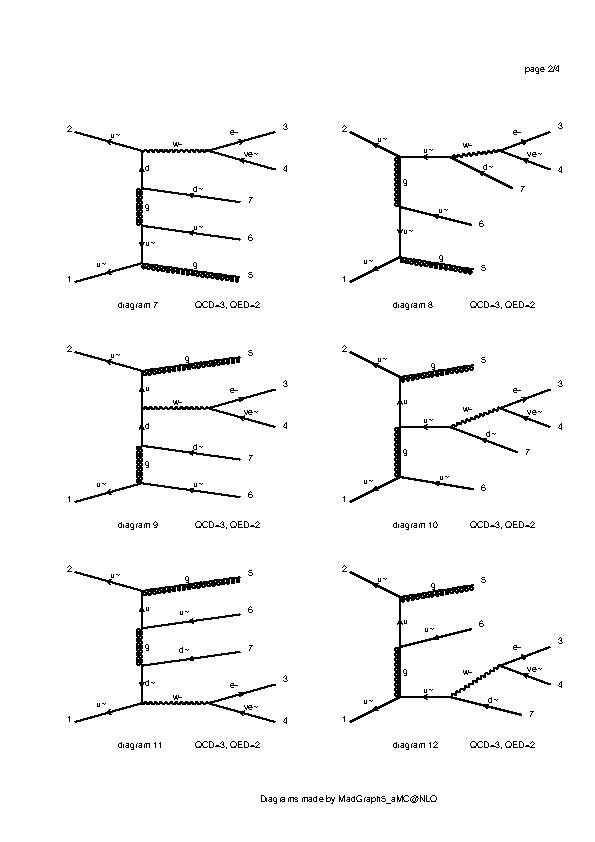 page 2/4
2 u~ w- e- 3
ve~ 4
d
d~ 7
g
u~ 6
u~
1 u~ g 5
diagram 7 QCD=3, QED=2
2 u~ u~ w- e- 3
ve~ 4
d~ 7
g
u~ 6
u~
1 u~ g 5
diagram 8 QCD=3, QED=2
2 u~ g 5
u
w- e- 3
ve~ 4
d
d~ 7
g
1 u~ u~ 6
diagram 9 QCD=3, QED=2
2 u~ g 5
u
u~ w- e- 3
ve~ 4
d~ 7
g
1 u~ u~ 6
diagram 10 QCD=3, QED=2
2 u~ g 5
u
u~ 6
g
d~ 7
d~
1 u~ w- e- 3
ve~ 4
diagram 11 QCD=3, QED=2
2 u~ g 5
u
u~ 6
g
e- 3
w- ve~ 4
1 u~ u~ d~ 7
diagram 12 QCD=3, QED=2
Diagrams made by MadGraph5_aMC@NLO